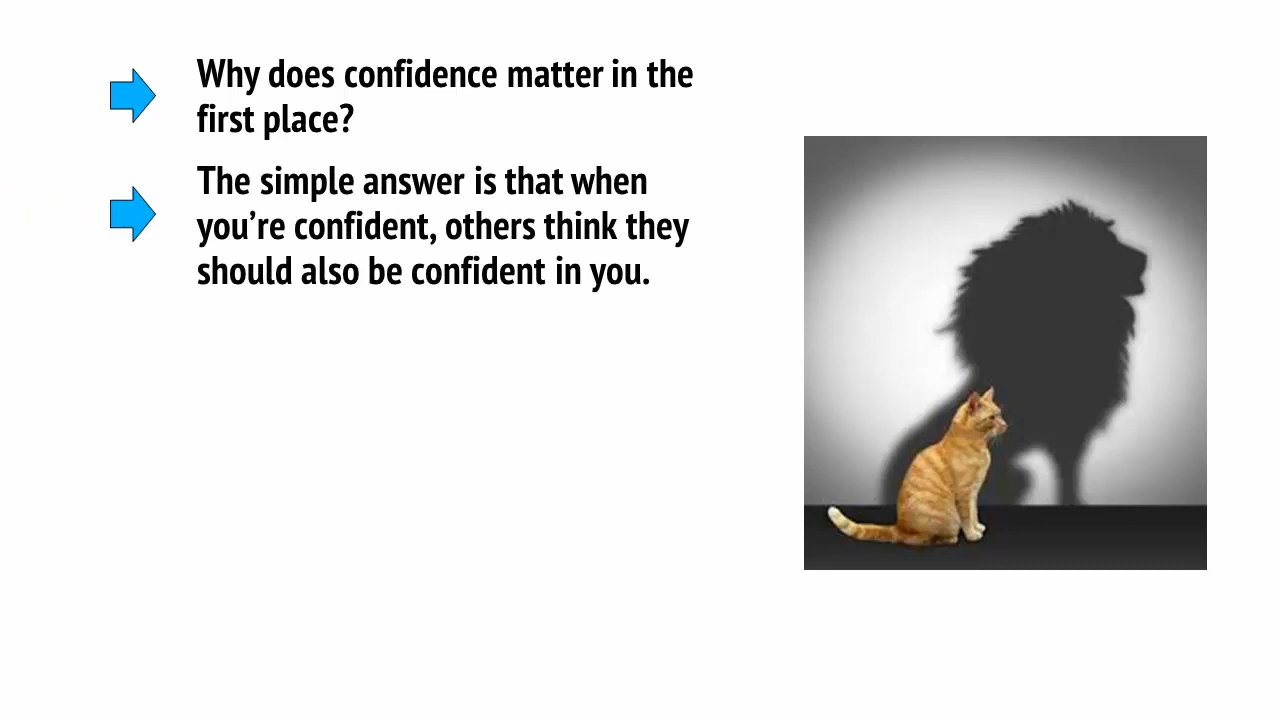 Why does confidence matter in the
first place?
The simple answer is that when
you’re confident, others think they
should also be confident in you.